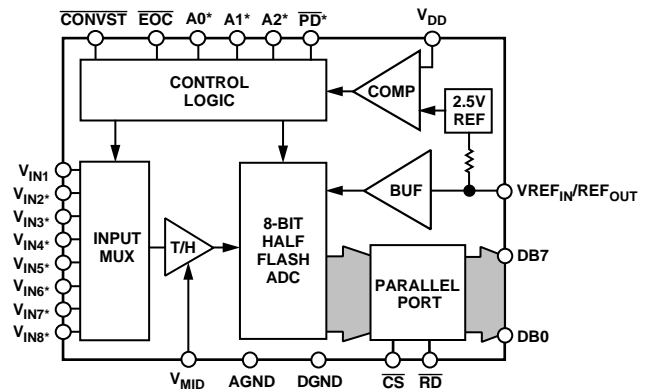 CONVST EOC A0* A1* A2* PD* VDD
CONTROL
LOGIC
COMP
2.5V
REF
BUF
VREFIN/REFOUT
VIN1
VIN2*
VIN3*
VIN4*
VIN5*
VIN6*
VIN7*
VIN8*
INPUT
MUX
T/H
8-BIT
HALF
FLASH
ADC
PARALLEL
PORT
DB7
DB0
VMID AGND DGND CS RD